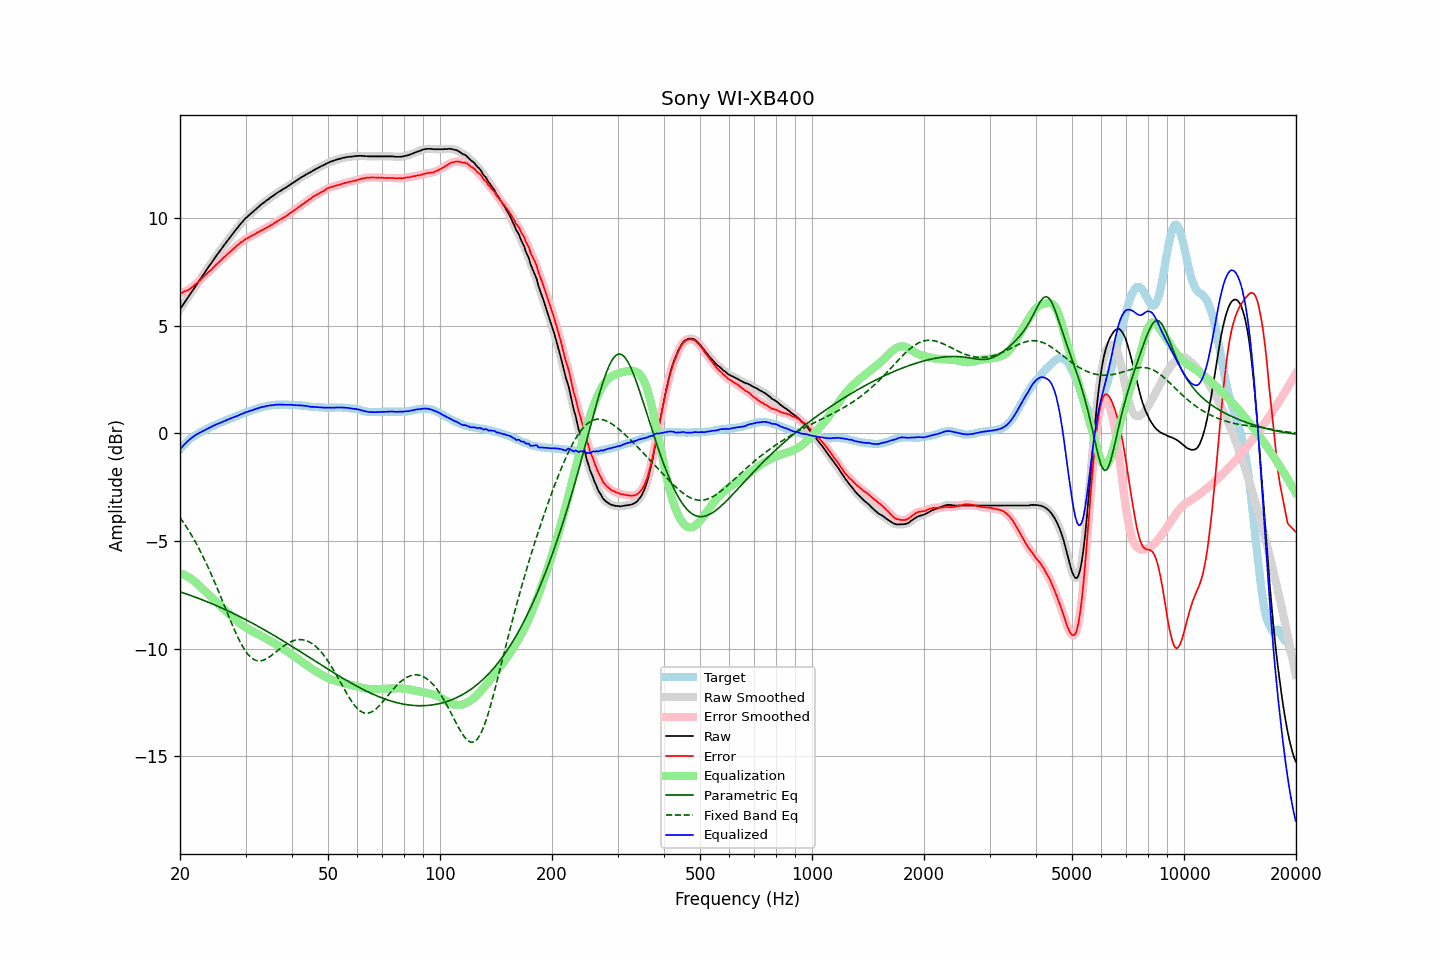 Sony WI-XB400
Amplitude (dBr)
10
5
0
−5
−10
−15
Target
Raw Smoothed
Error Smoothed
Raw
Error
Equalization
Parametric Eq
Fixed Band Eq
Equalized
20
50
100
200
500
1000
2000
5000
10000
20000
Frequency (Hz)